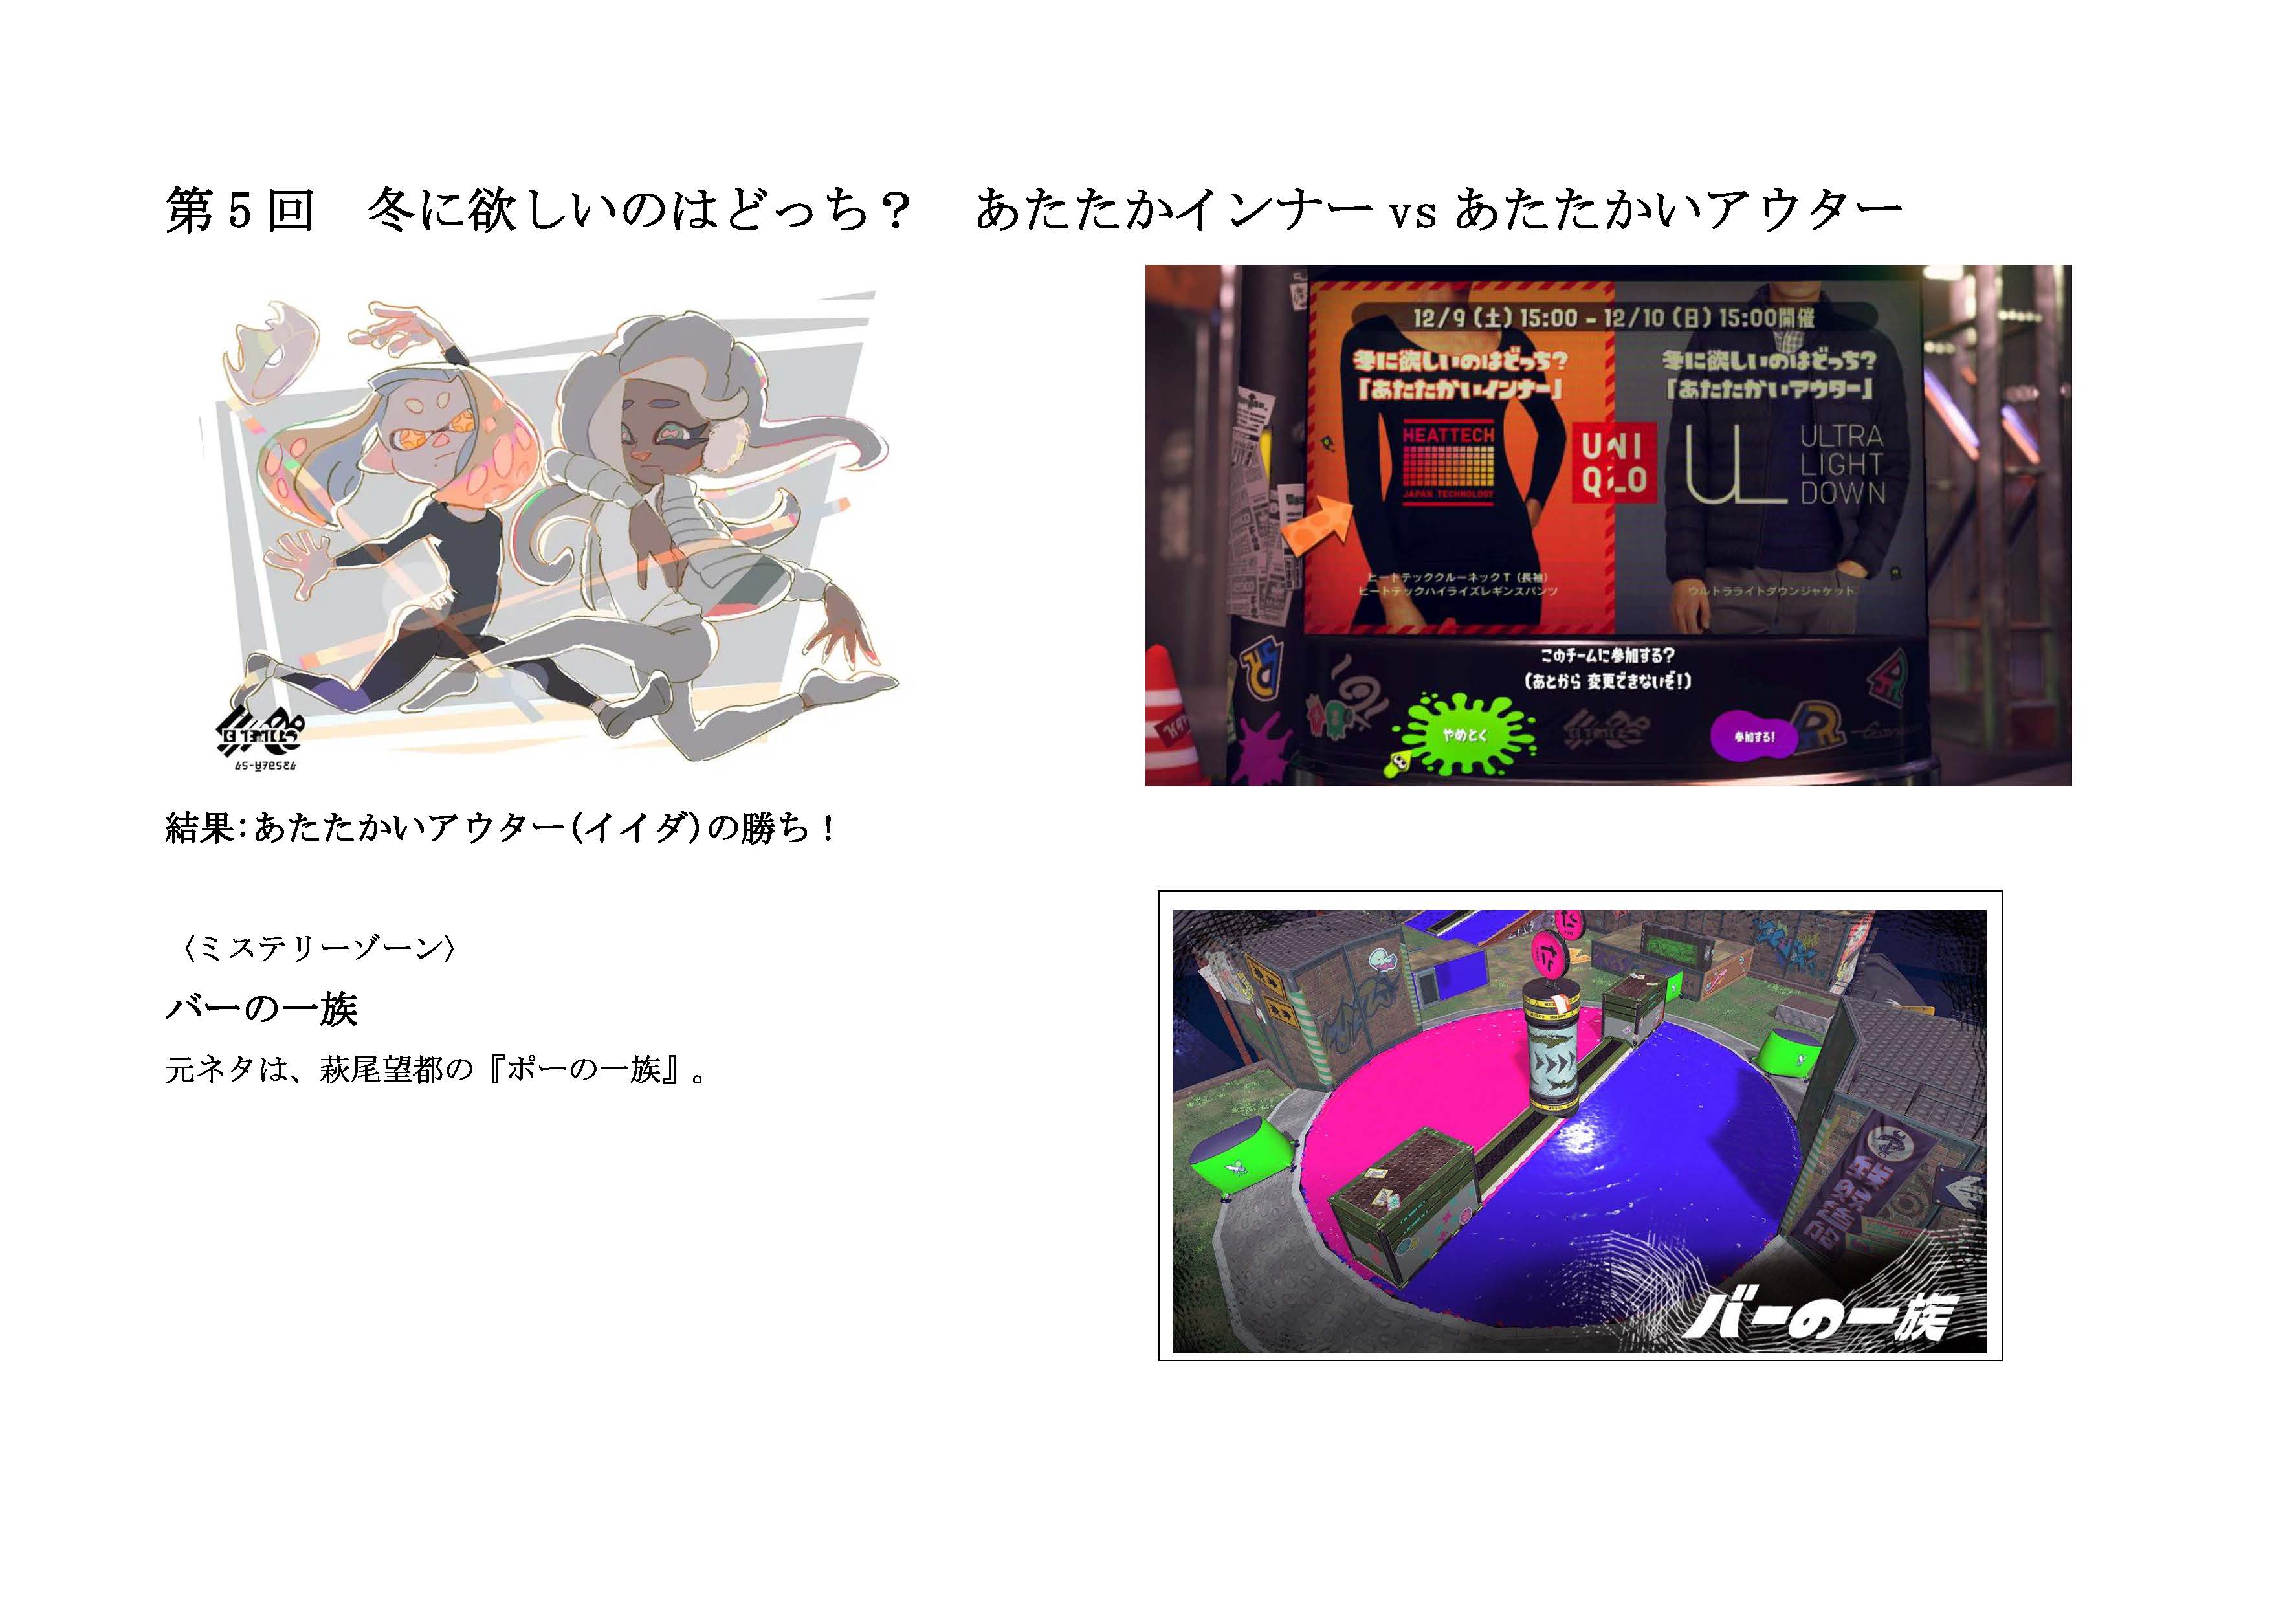 第5回　冬に欲しいのはどっち？　あたたかインナーvsあたたかいアウター
12/9（土）15:00 - 12/10（日）15:00開催
冬に欲しいのはどっち？
「あたたかいインナー」
冬に欲しいのはどっち？
「あたたかいアウター」
HEATTECH
JAPAN TECHNOLOGY
UNI
QLO
UL
ULTRA
LIGHT
DOWN
ヒートテッククルーネックT（長袖）
ヒートテックハイライズレギンスパンツ
ウルトラライトダウンジャケット
このチームに参加する？
（あとから 変更できないぞ！）
やめとく
参加する！
結果:あたたかいアウター(イイダ)の勝ち！
〈ミステリーゾーン〉
バーの一族
元ネタは、萩尾望都の『ポーの一族』。
バーの一族